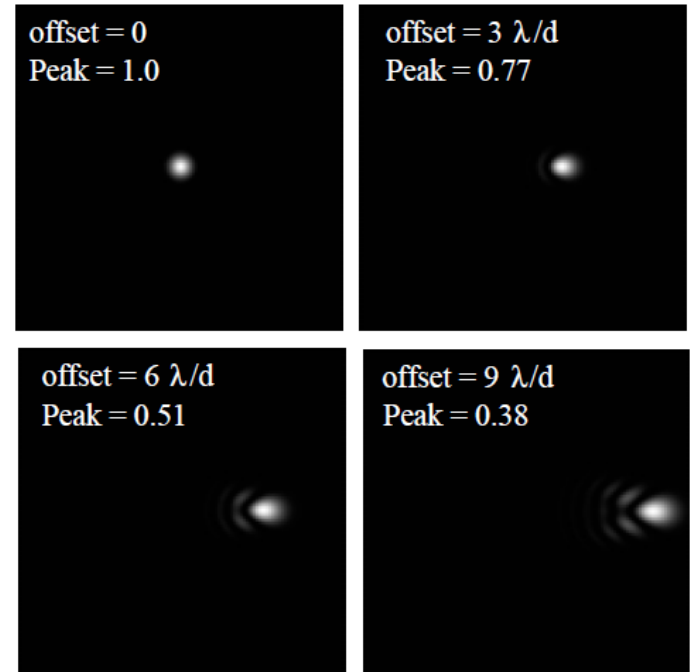 offset = 0
Peak = 1.0
offset = 3 λ/d
Peak = 0.77
offset = 6 λ/d
Peak = 0.51
offset = 9 λ/d
Peak = 0.38